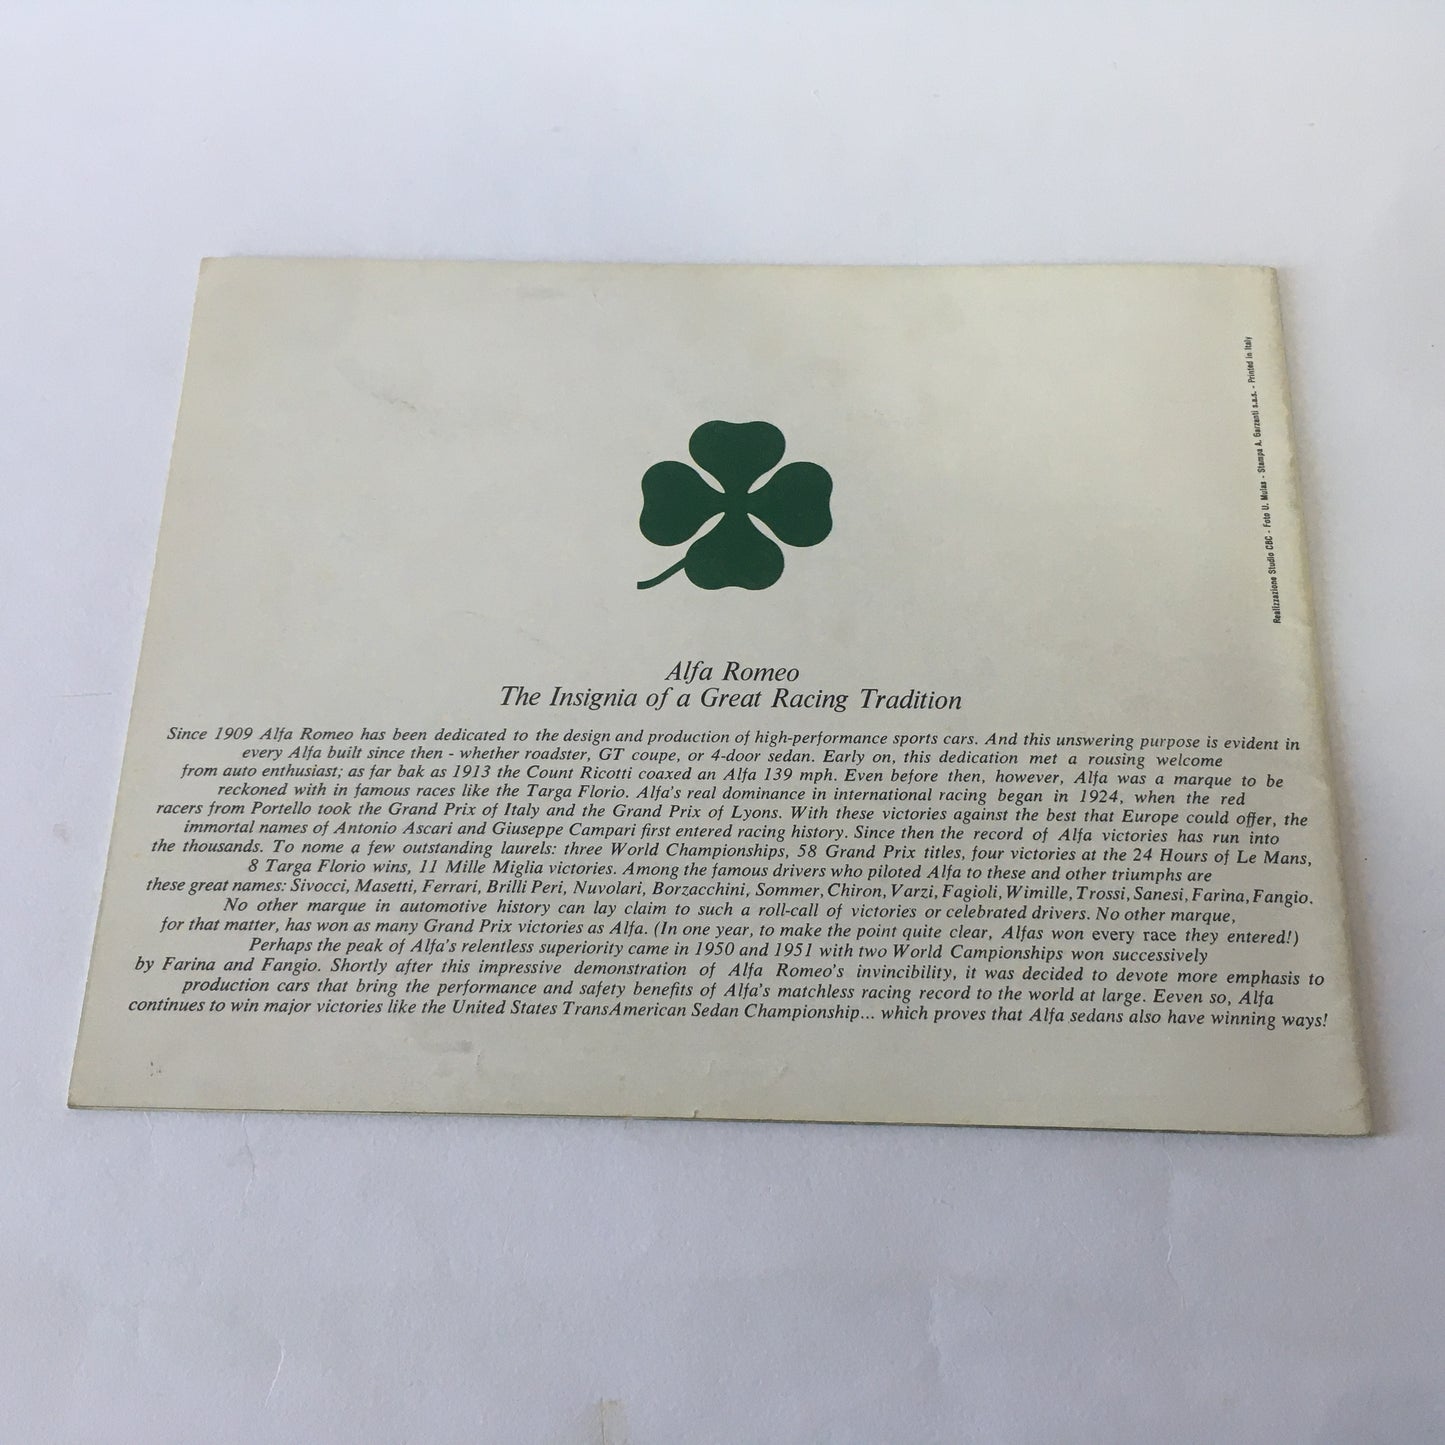 Alfa Romeo
The Insignia of a Great Racing Tradition
Since 1909 Alfa Romeo has been dedicated to the design and production of high-performance sports cars. And this unswering purpose is evident in
every Alfa built since then - whether roadster, GT coupe, or 4-door sedan. Early on, this dedication met a rousing welcome
from auto enthusiast; as far bak as 1913 the Count Ricotti coaxed an Alfa 139 mph. Even before then, however, Alfa was a marque to be
reckoned with in famous races like the Targa Florio. Alfa's real dominance in international racing began in 1924, when the red
racers from Portello took the Grand Prix of Italy and the Grand Prix of Lyons. With these victories against the best that Europe could offer, the
immortal names of Antonio Ascari and Giuseppe Campari first entered racing history. Since then the record of Alfa victories has run into
the thousands. To nome a few outstanding laurels: three World Championships, 58 Grand Prix titles, four victories at the 24 Hours of Le Mans,
8 Targa Florio wins, 11 Mille Miglia victories. Among the famous drivers who piloted Alfa to these and other triumphs are
these great names: Sivocci, Masetti, Ferrari, Brilli Peri, Nuvolari, Borzacchini, Sommer, Chiron, Varzi, Fagioli, Wimille, Trossi, Sanesi, Farina, Fangio.
No other marque in automotive history can lay claim to such a roll-call of victories or celebrated drivers. No other marque,
for that matter, has won as many Grand Prix victories as Alfa. (In one year, to make the point quite clear, Alfas won every race they entered!)
Perhaps the peak of Alfa's relentless superiority came in 1950 and 1951 with two World Campionships won successively
by Farina and Fangio. Shortly after this impressive demonstration of Alfa Romeo's invincibility, it was decided to devote more emphasis to
production cars that bring the performance and safety benefits of Alfa's matchless racing record to the world at large. Eeven so, Alfa
continues to win major victories like the United States TransAmerican Sedan Championship... which proves that Alfa sedans also have winning ways!
Realizzazione Studio CBC - Foto U. Mulas - Stampa A. Garzanti s.a.s. - Printed in Italy